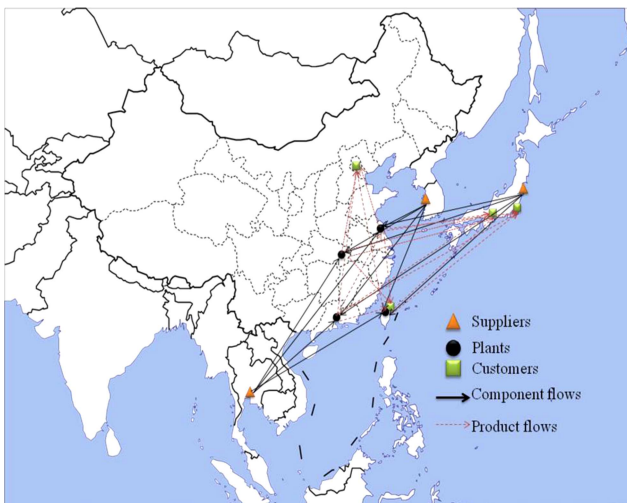 Suppliers
Plants
Customers
Component flows
Product flows